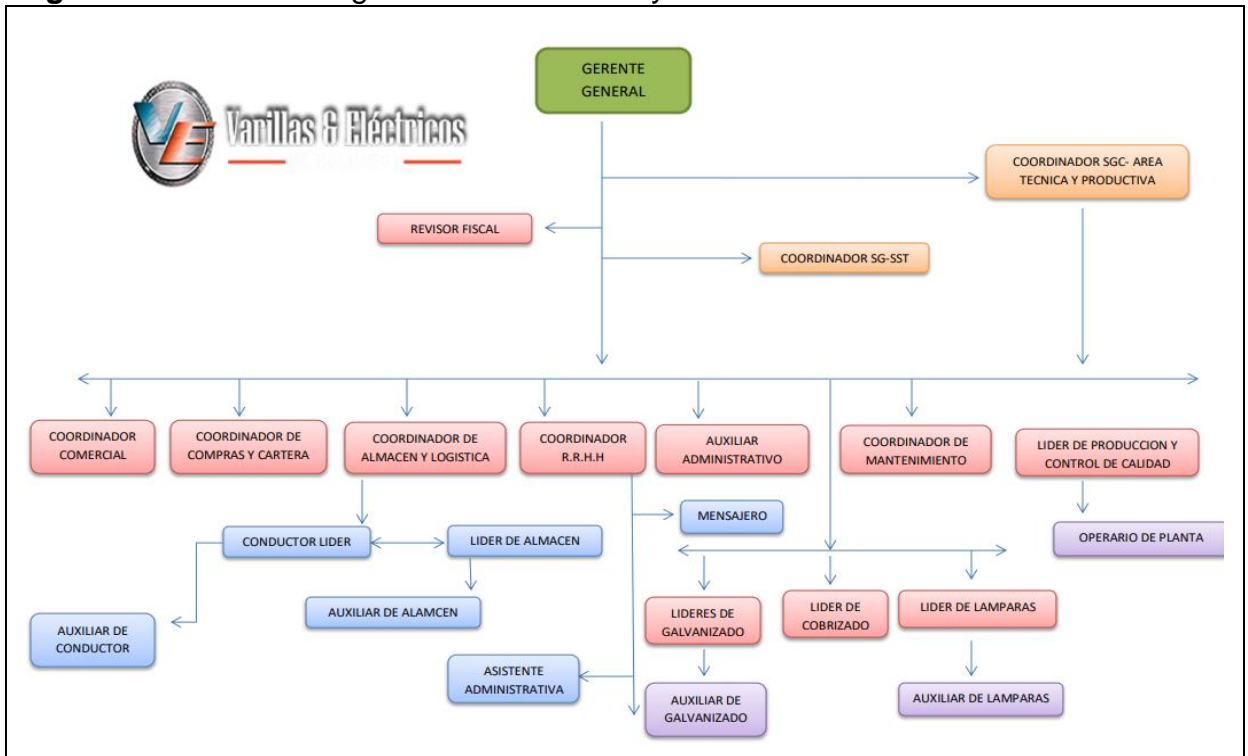 GERENTE
GENERAL
Varillas & Eléctricos
COORDINADOR SGC- AREA
TECNICA Y PRODUCTIVA
REVISOR FISCAL
COORDINADOR SG-SST
COORDINADOR
COMERCIAL
COORDINADOR DE
COMPRAS Y CARTERA
COORDINADOR DE
ALMACEN Y LOGISTICA
COORDINADOR
R.R.H.H
AUXILIAR
ADMINISTRATIVO
COORDINADOR DE
MANTENIMIENTO
LIDER DE PRODUCCION Y
CONTROL DE CALIDAD
MENSAJERO
CONDUCTOR LIDER
LIDER DE ALMACEN
OPERARIO DE PLANTA
AUXILIAR DE ALAMCEN
LIDERES DE
GALVANIZADO
LIDER DE
COBRIZADO
LIDER DE LAMPARAS
AUXILIAR DE
CONDUCTOR
ASISTENTE
ADMINISTRATIVA
AUXILIAR DE
GALVANIZADO
AUXILIAR DE LAMPARAS